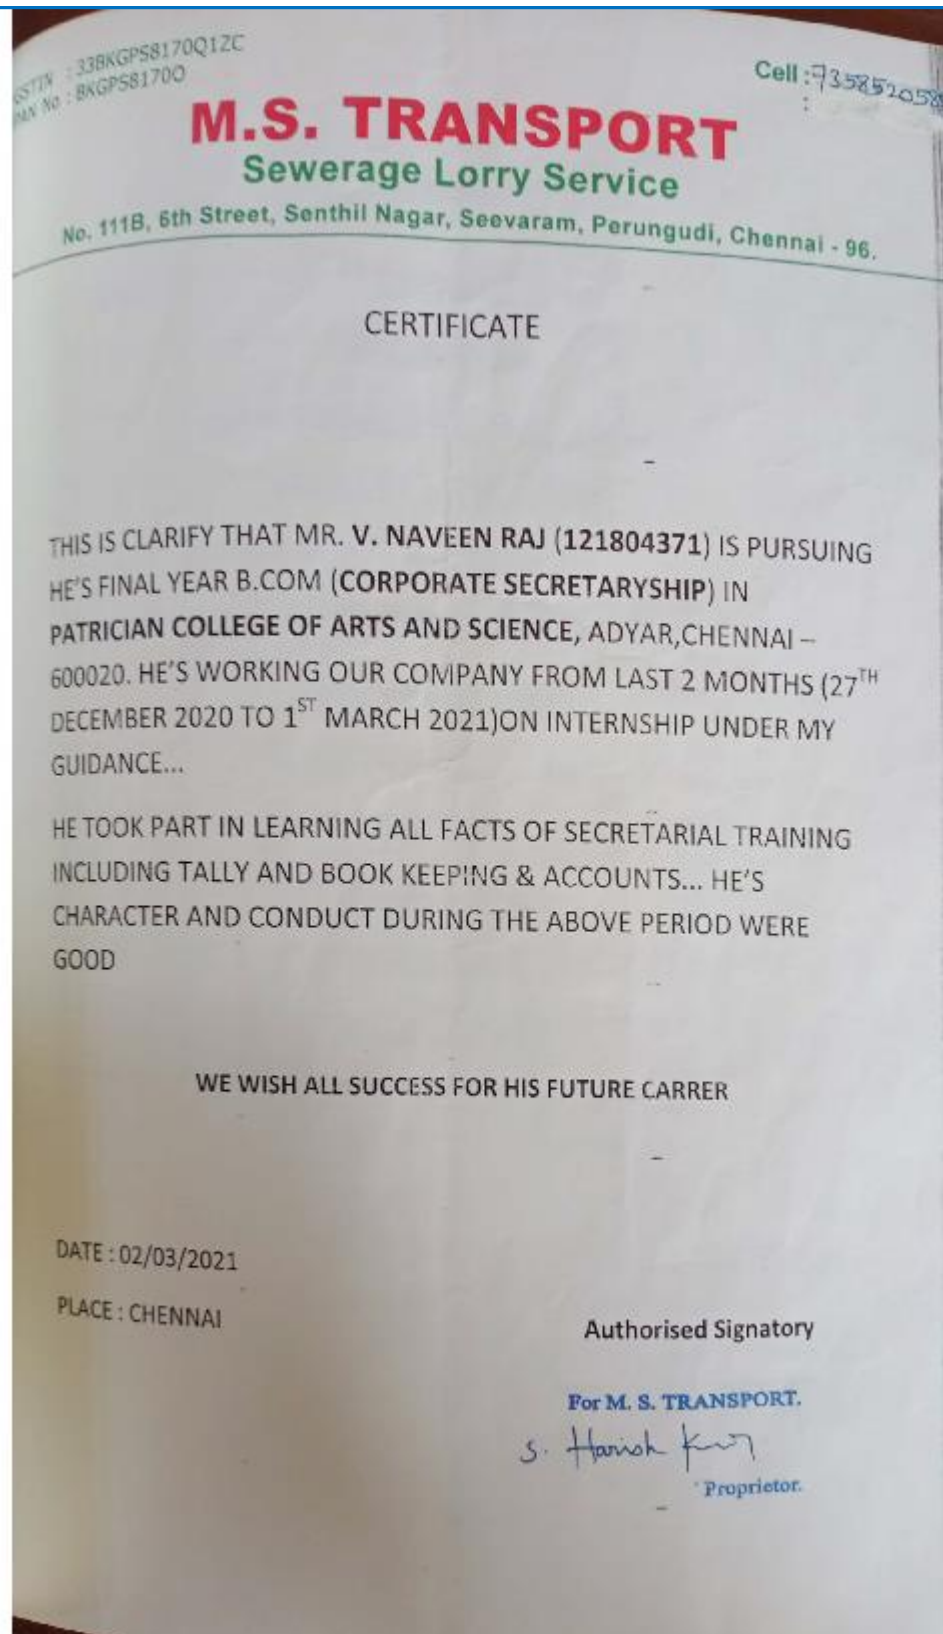 GSTIN : 33BKGPS8170Q1ZC
PAN No : BKGPS8170O
Cell : 735852058
:
M.S. TRANSPORT
Sewerage Lorry Service
No. 111B, 6th Street, Senthil Nagar, Seevaram, Perungudi, Chennai - 96.
CERTIFICATE
THIS IS CLARIFY THAT MR. V. NAVEEN RAJ (121804371) IS PURSUING
HE'S FINAL YEAR B.COM (CORPORATE SECRETARYSHIP) IN
PATRICIAN COLLEGE OF ARTS AND SCIENCE, ADYAR,CHENNAI –
600020. HE'S WORKING OUR COMPANY FROM LAST 2 MONTHS (27TH
DECEMBER 2020 TO 1ST MARCH 2021)ON INTERNSHIP UNDER MY
GUIDANCE...
HE TOOK PART IN LEARNING ALL FACTS OF SECRETARIAL TRAINING
INCLUDING TALLY AND BOOK KEEPING & ACCOUNTS... HE'S
CHARACTER AND CONDUCT DURING THE ABOVE PERIOD WERE
GOOD
WE WISH ALL SUCCESS FOR HIS FUTURE CARRER
DATE : 02/03/2021
PLACE : CHENNAI
Authorised Signatory
For M. S. TRANSPORT.
S. Harish
Proprietor.